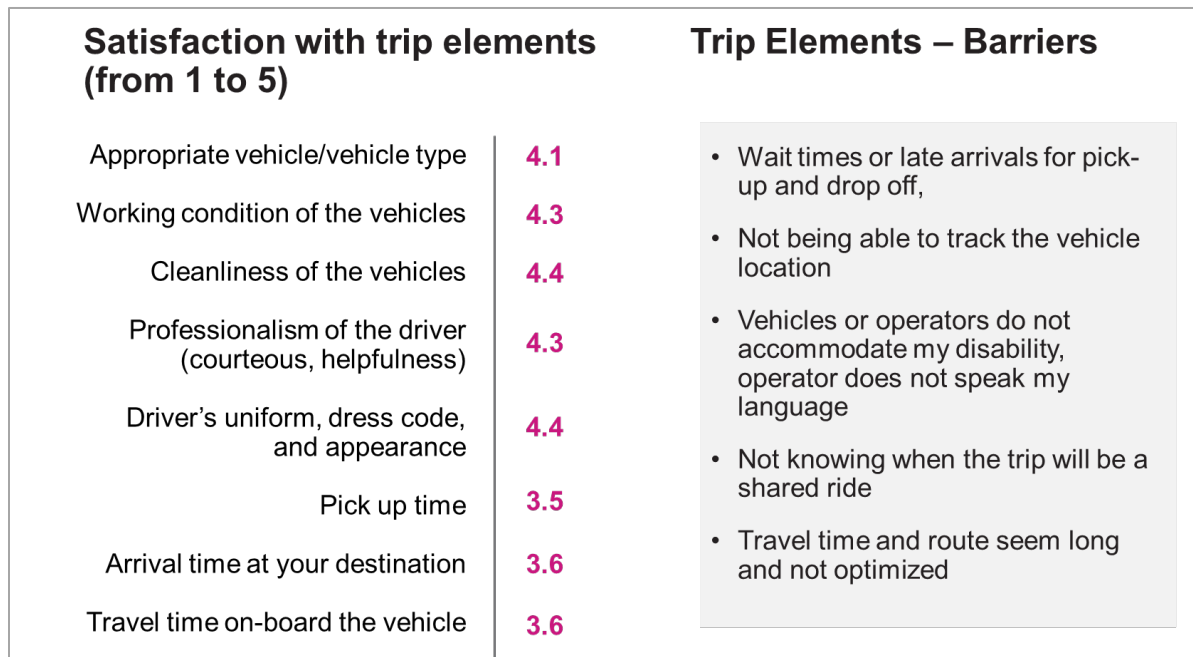 Satisfaction with trip elements
(from 1 to 5)
Appropriate vehicle/vehicle type 4.1
Working condition of the vehicles 4.3
Cleanliness of the vehicles 4.4
Professionalism of the driver
(courteous, helpfulness) 4.3
Driver's uniform, dress code,
and appearance 4.4
Pick up time 3.5
Arrival time at your destination 3.6
Travel time on-board the vehicle 3.6
Trip Elements – Barriers
• Wait times or late arrivals for pick-
up and drop off,
• Not being able to track the vehicle
location
• Vehicles or operators do not
accommodate my disability,
operator does not speak my
language
• Not knowing when the trip will be a
shared ride
• Travel time and route seem long
and not optimized